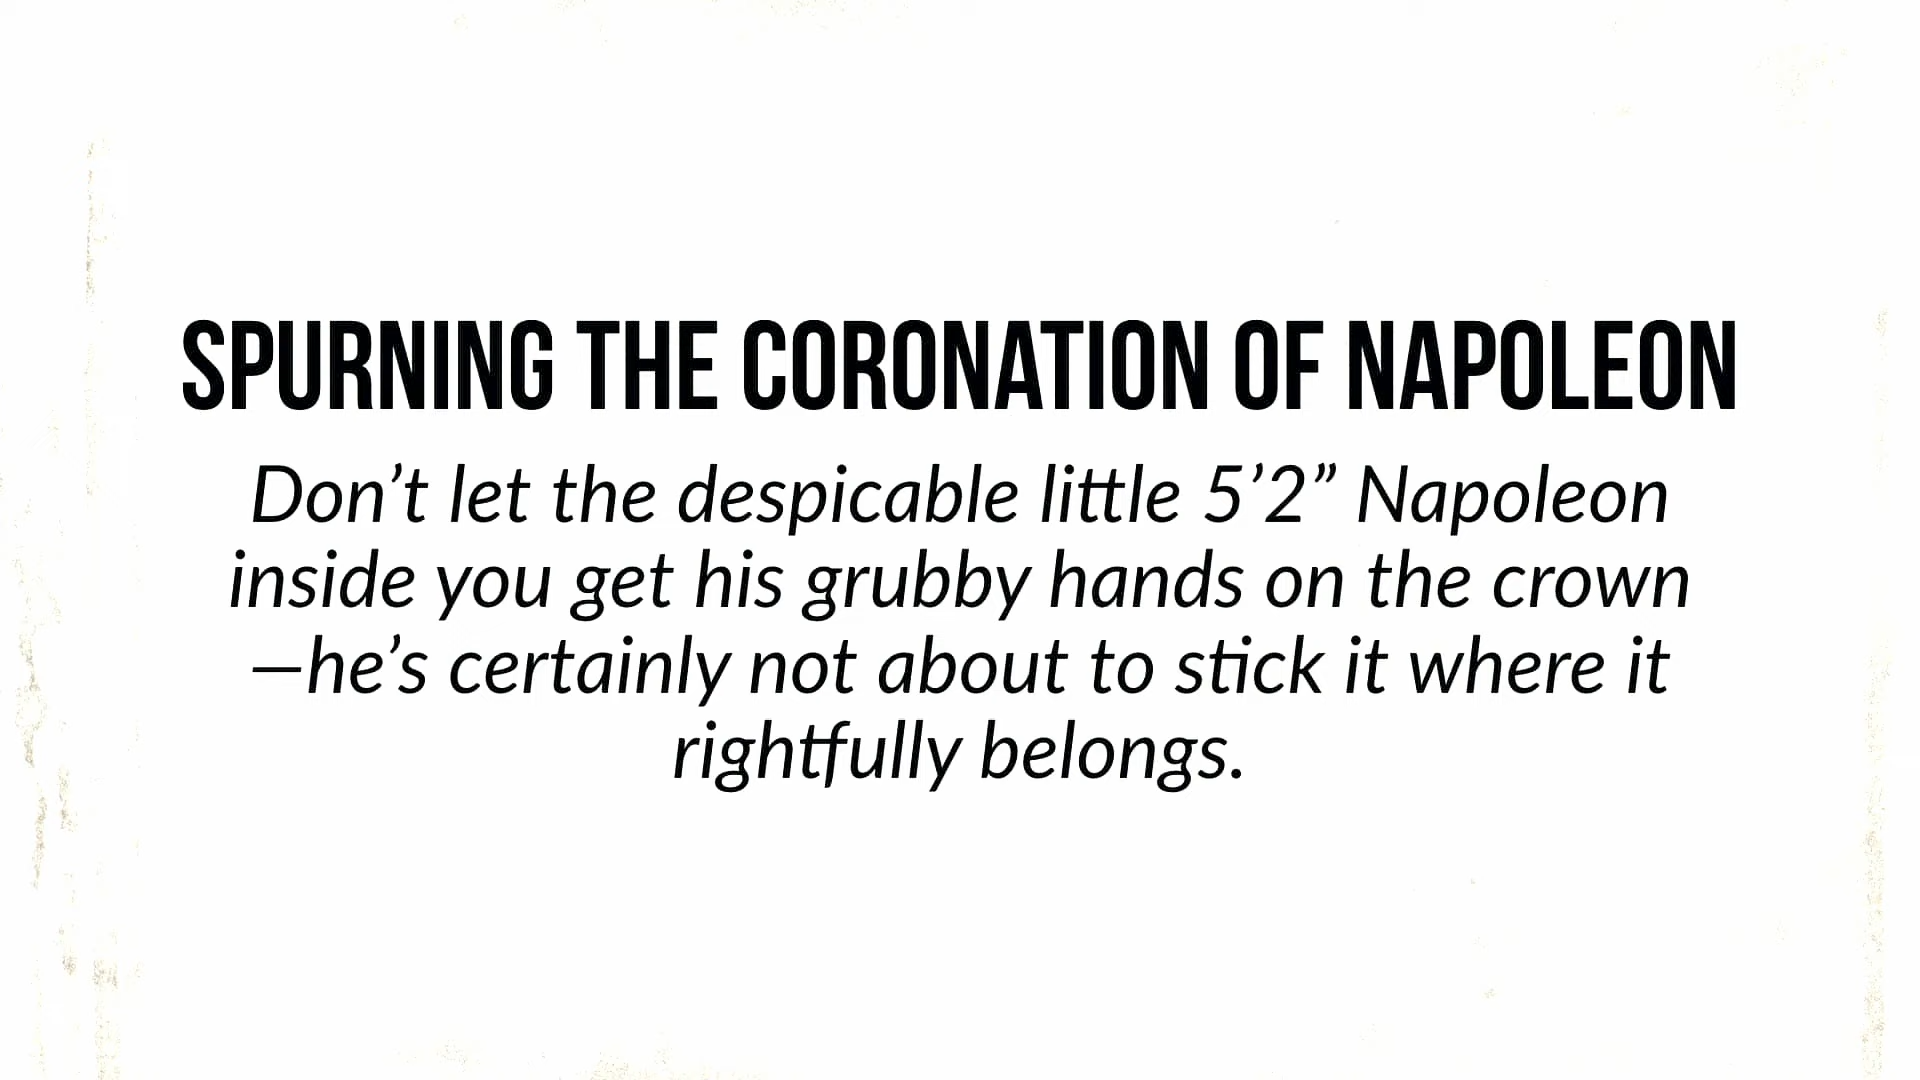 SPURNING THE CORONATION OF NAPOLEON
Don’t let the despicable little 5’2” Napoleon
inside you get his grubby hands on the crown
—he’s certainly not about to stick it where it
rightfully belongs.